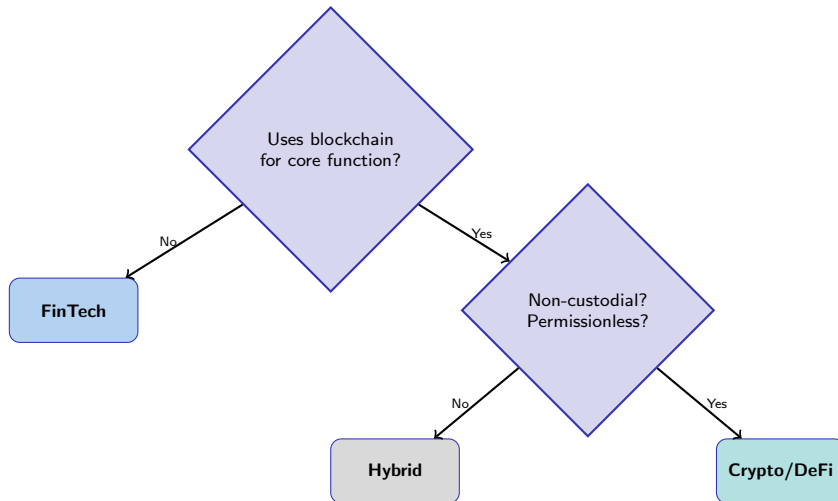 Uses blockchain
for core function?
No
Yes
FinTech
Non-custodial?
Permissionless?
No
Yes
Hybrid
Crypto/DeFi